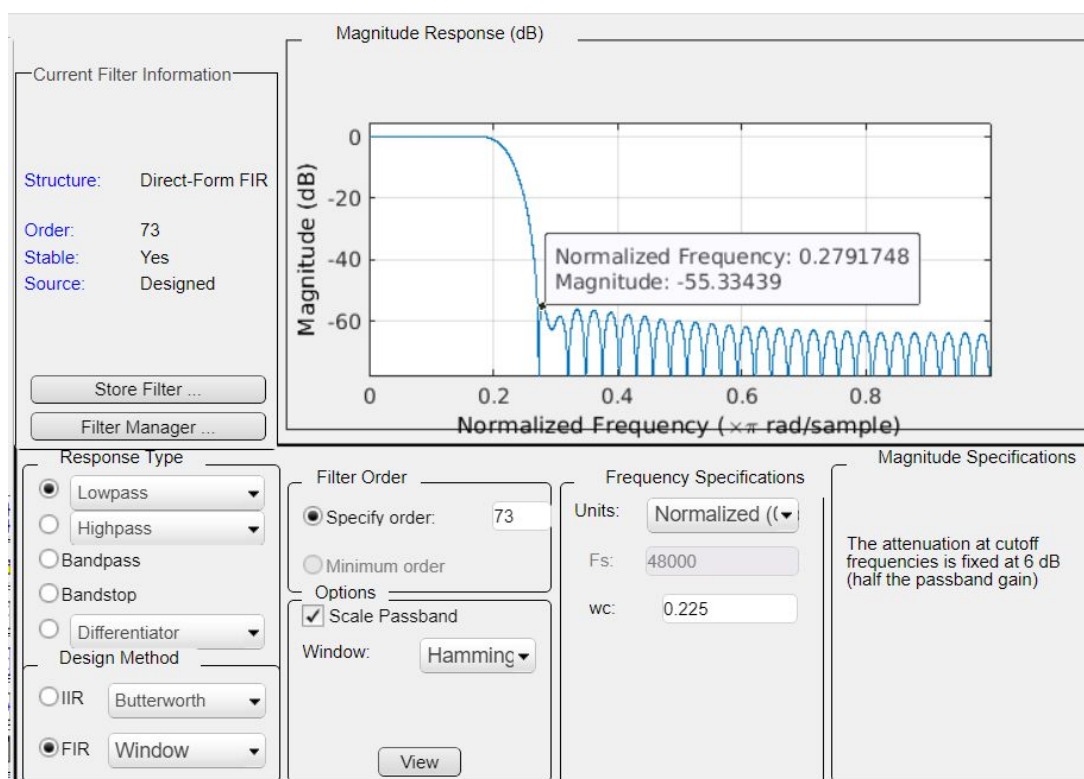 Magnitude Response (dB)
Current Filter Information
Structure: Direct-Form FIR
Order: 73
Stable: Yes
Source: Designed
Store Filter ...
Filter Manager ...
Magnitude (dB)
0
-20
-40
-60
Normalized Frequency: 0.2791748
Magnitude: -55.33439
0 0.2 0.4 0.6 0.8
Normalized Frequency (×π rad/sample)
Response Type
Lowpass
Highpass
Bandpass
Bandstop
Differentiator
Design Method
IIR Butterworth
FIR Window
Filter Order
Specify order: 73
Minimum order
Options
Scale Passband
Window: Hamming
View
Frequency Specifications
Units: Normalized ((
Fs: 48000
wc: 0.225
Magnitude Specifications
The attenuation at cutoff
frequencies is fixed at 6 dB
(half the passband gain)